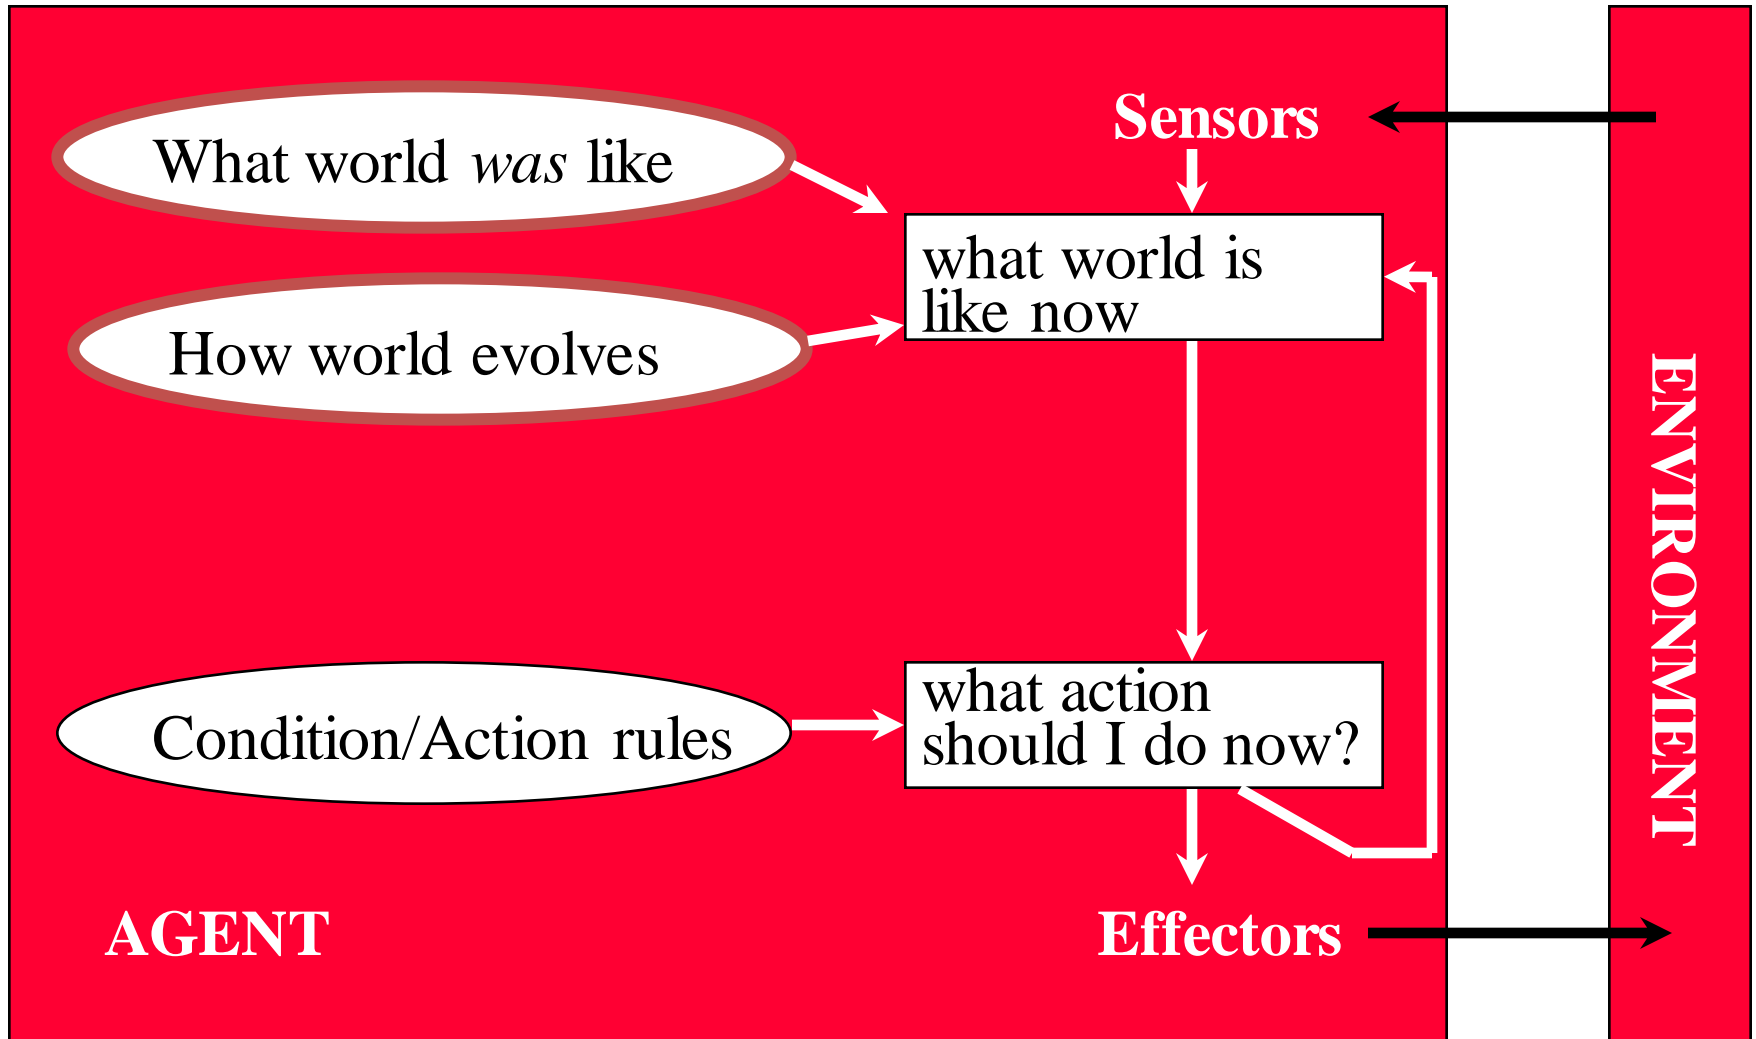 What world was like
Sensors
what world is
like now
How world evolves
ENVIRONMENT
Condition/Action rules
what action
should I do now?
AGENT
Effectors